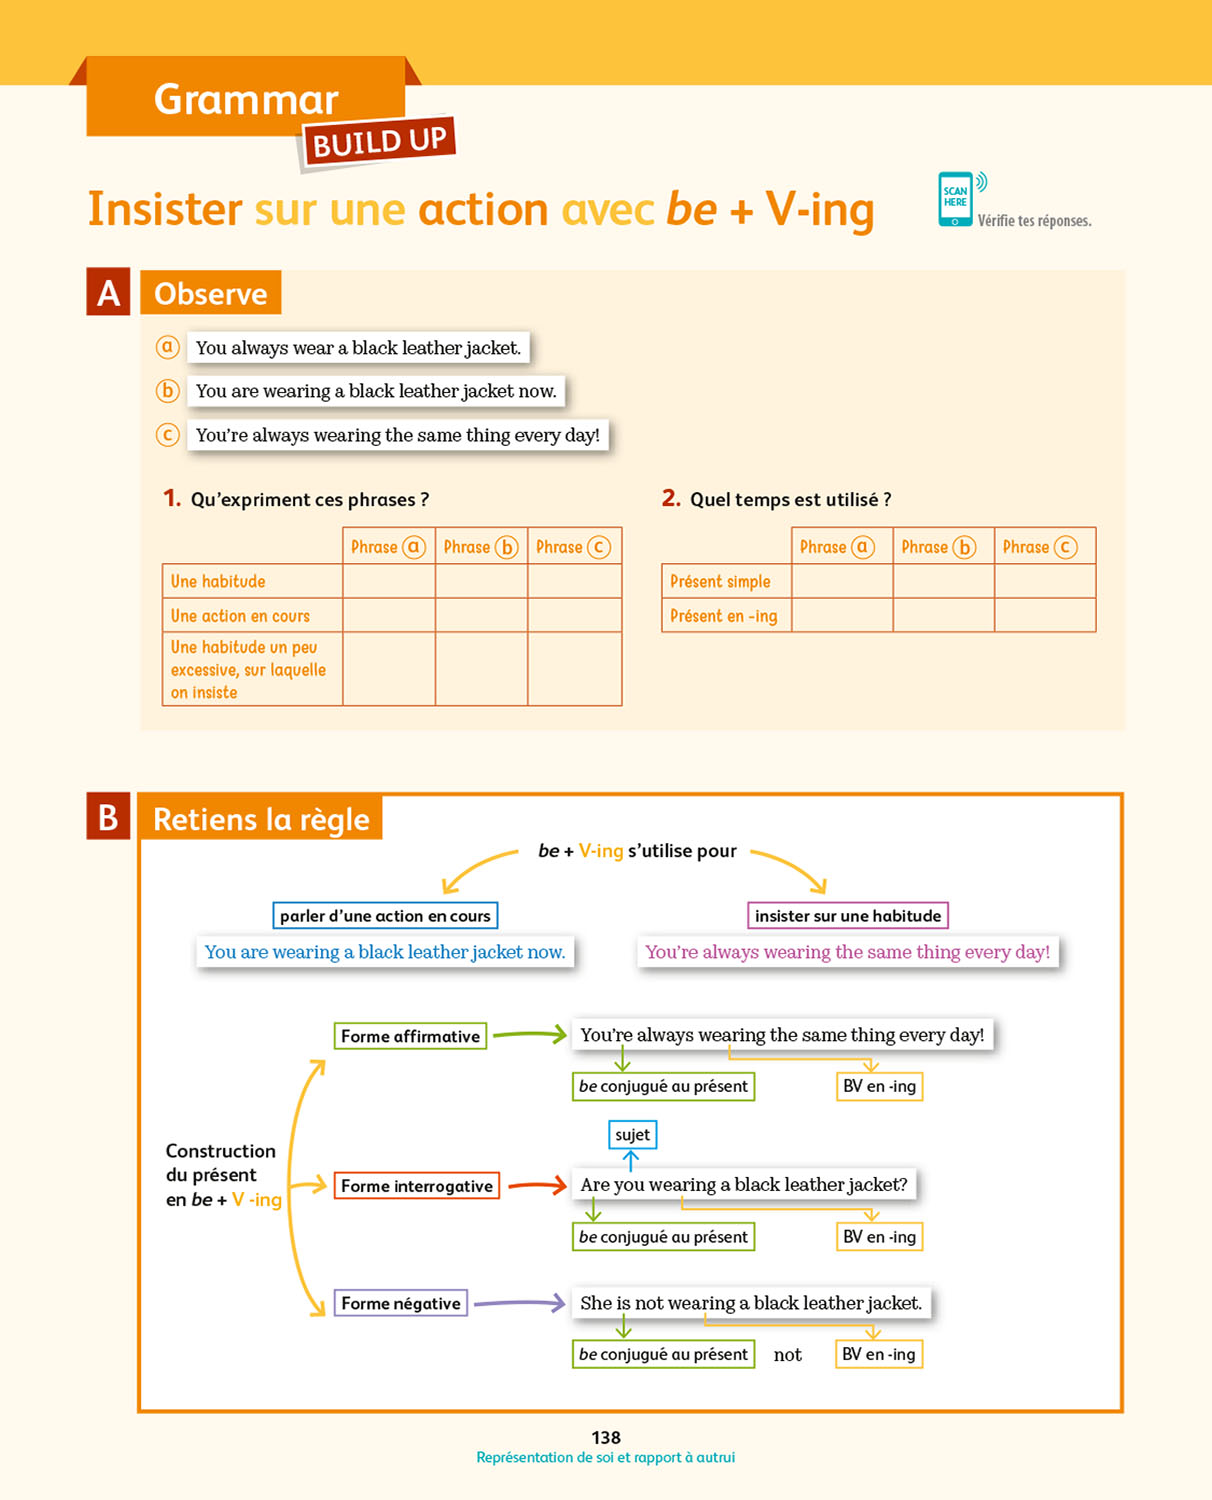 Grammar
BUILD UP
Insister sur une action avec be + V-ing
SCAN
HERE
Vérifie tes réponses.
A Observe
a You always wear a black leather jacket.
b You are wearing a black leather jacket now.
c You're always wearing the same thing every day!
1. Qu'expriment ces phrases ?
Phrase a Phrase b Phrase c
Une habitude
Une action en cours
Une habitude un peu
excessive, sur laquelle
on insiste
2. Quel temps est utilisé ?
Phrase a Phrase b Phrase c
Présent simple
Présent en -ing
B Retiens la règle
be + V-ing s'utilise pour
parler d'une action en cours
You are wearing a black leather jacket now.
insister sur une habitude
You're always wearing the same thing every day!
Construction
du présent
en be + V -ing
Forme affirmative
You're always wearing the same thing every day!
be conjugué au présent BV en -ing
sujet
Forme interrogative
Are you wearing a black leather jacket?
be conjugué au présent BV en -ing
Forme négative
She is not wearing a black leather jacket.
be conjugué au présent not BV en -ing
138
Représentation de soi et rapport à autrui